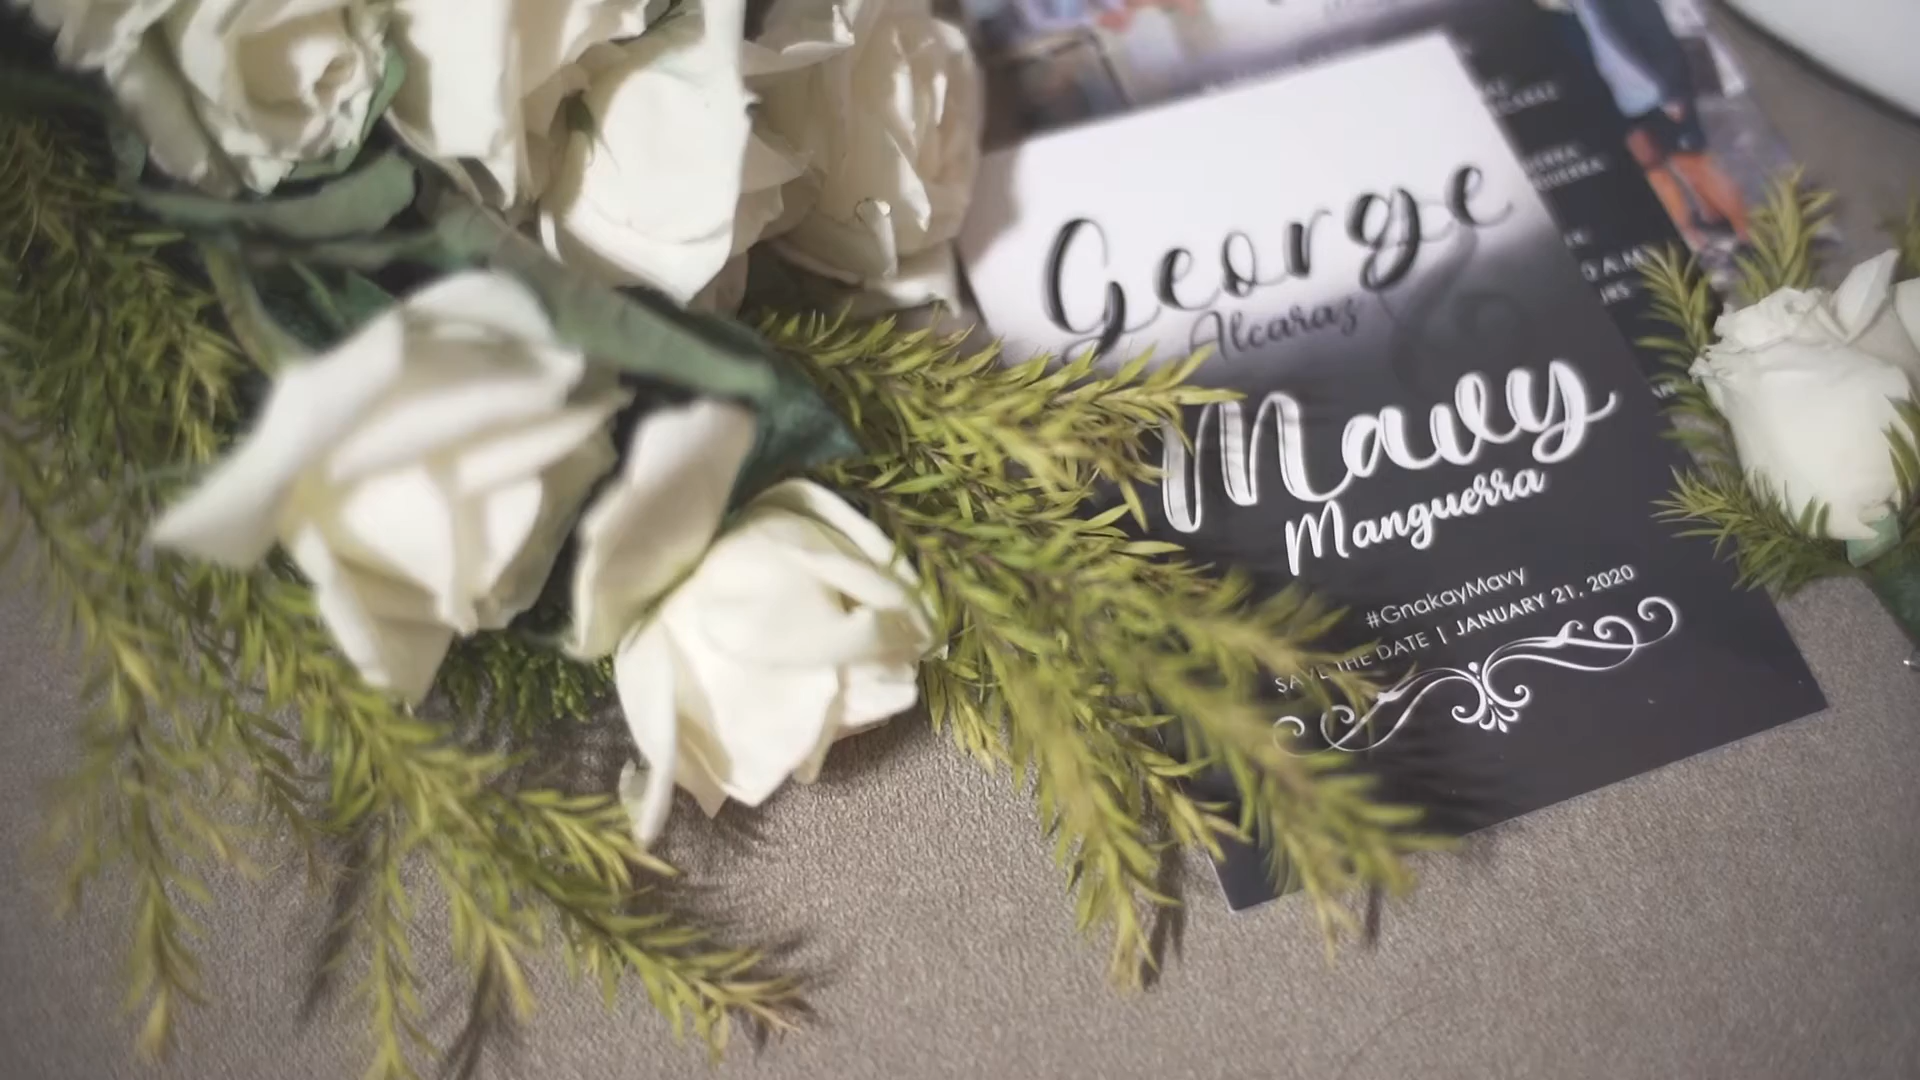 George
Alcaraz
Mavy
Manguerra
#GnakayMavy
SAVE THE DATE | JANUARY 21, 2020